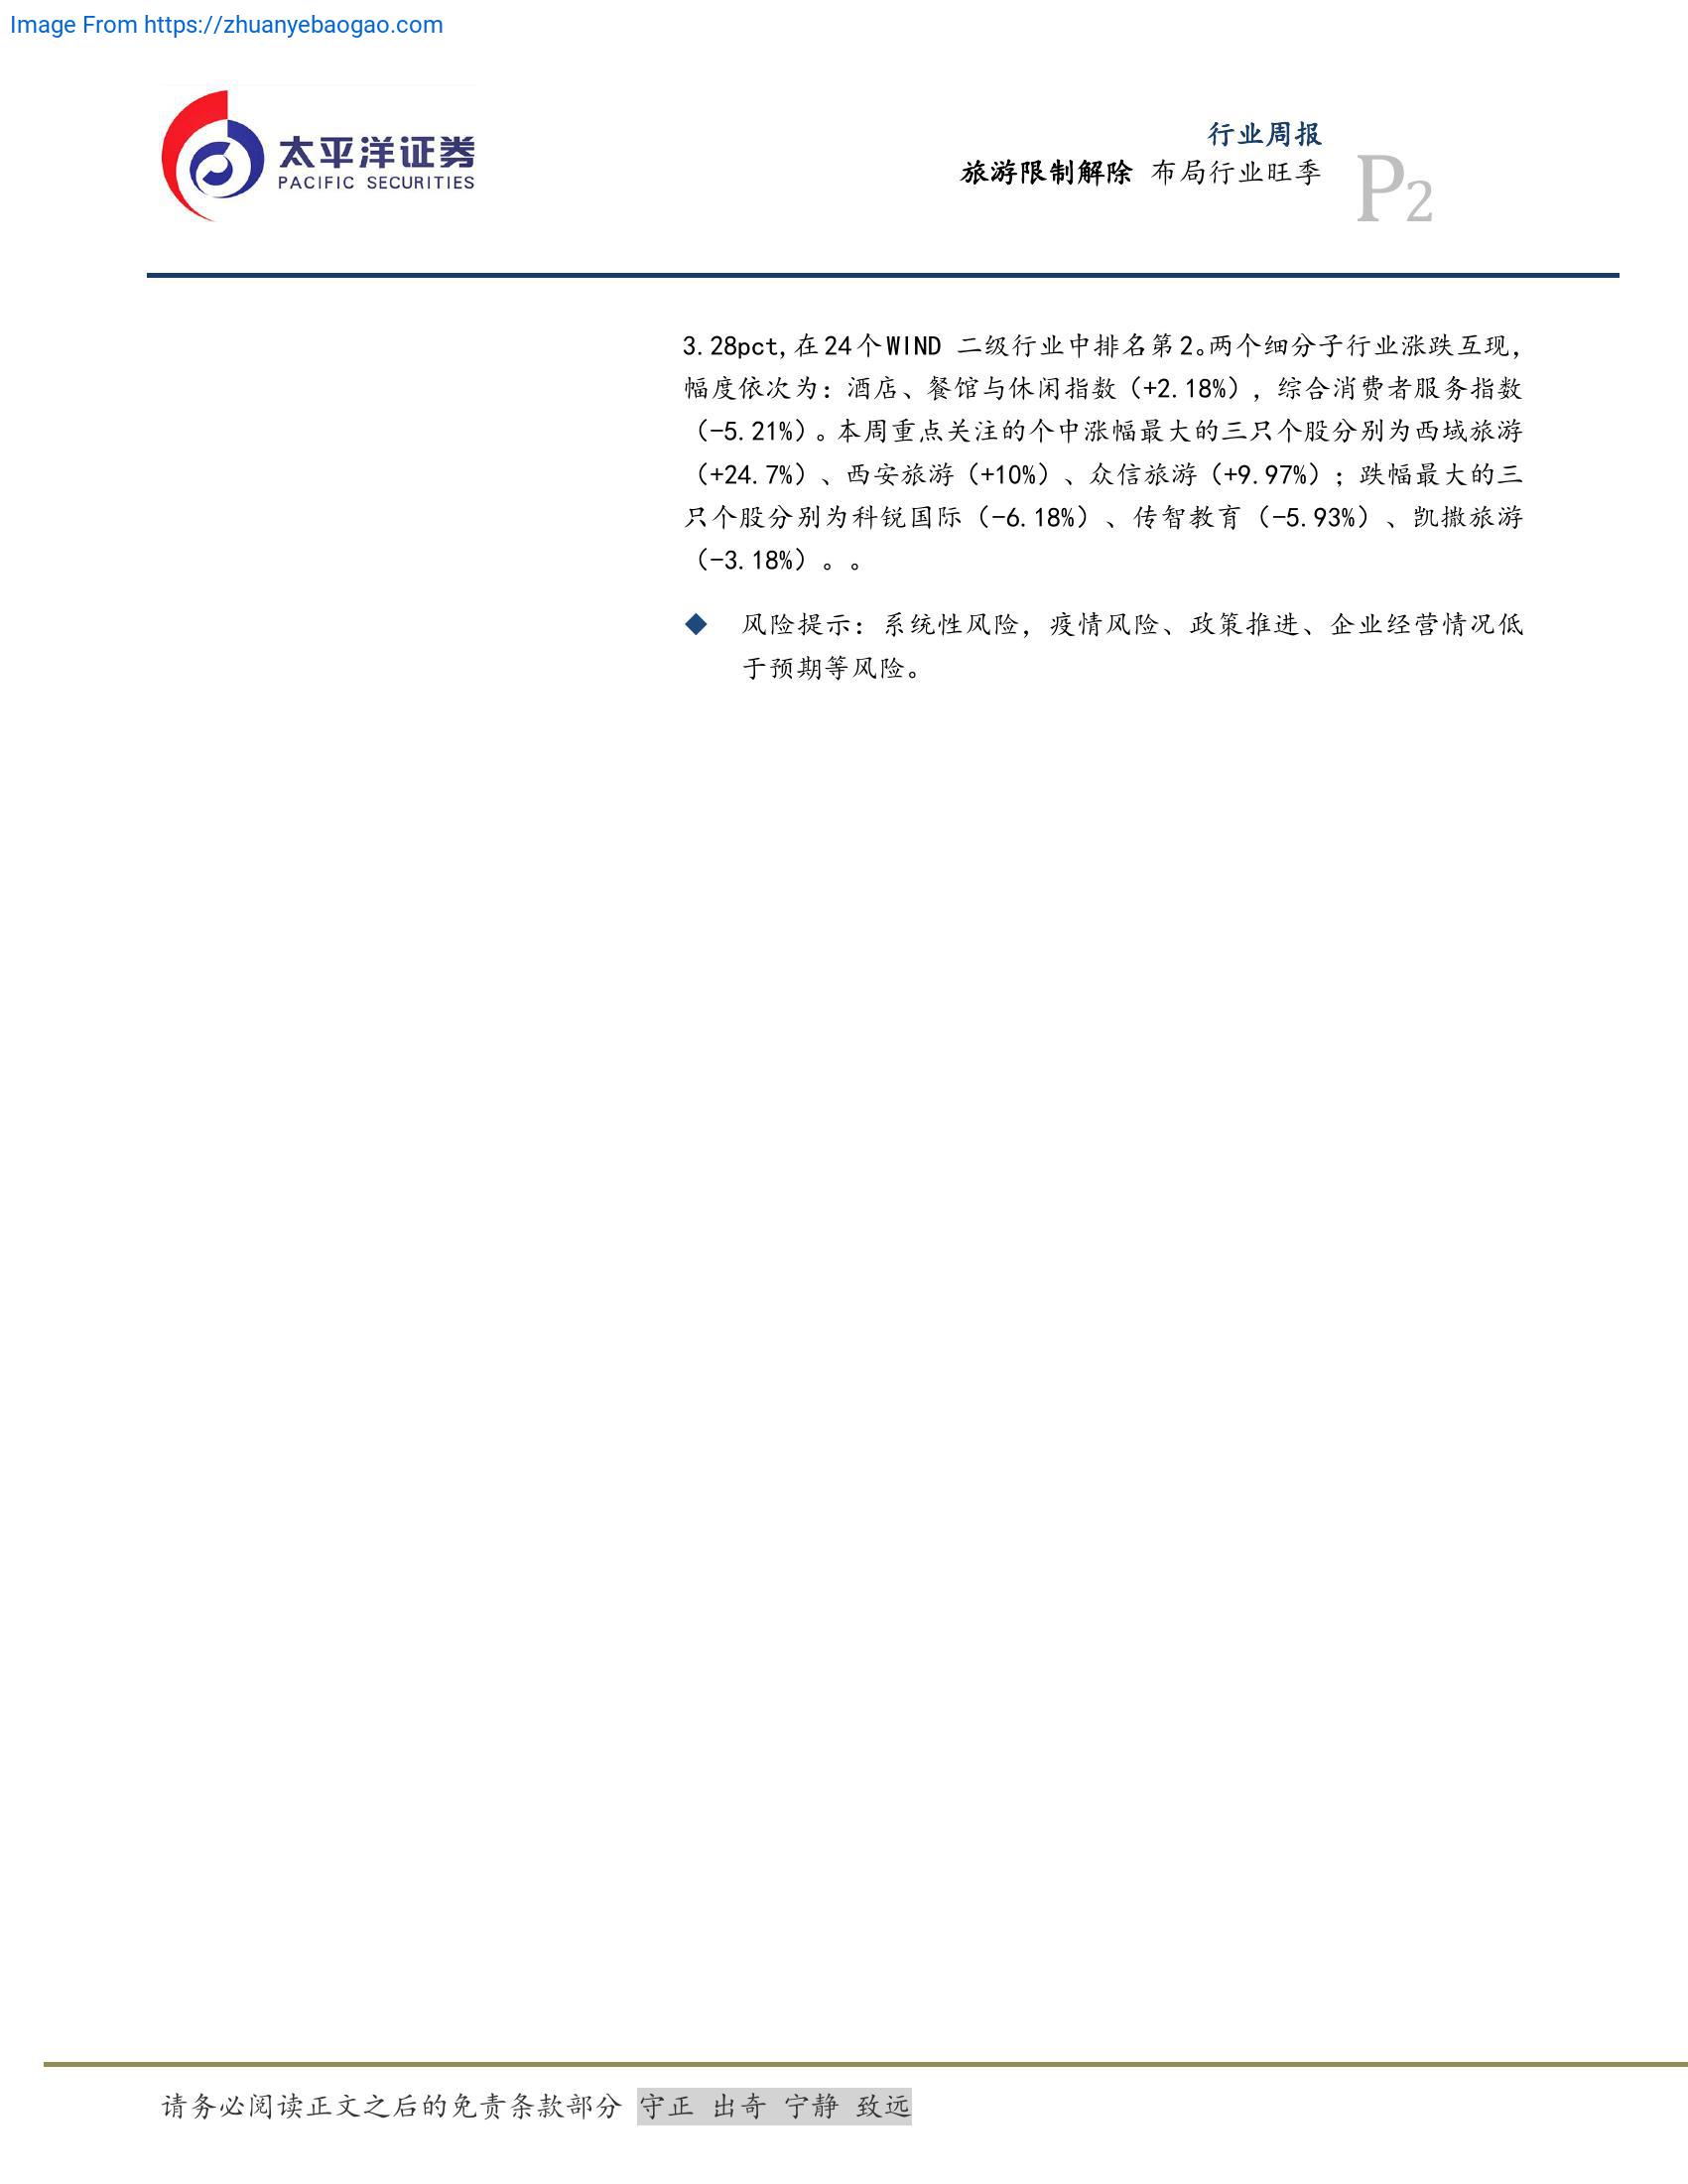 Image From https://zhuanyebaogao.com
太平洋证券
PACIFIC SECURITIES
行业周报
旅游限制解除 布局行业旺季
P2
3.28pct,在24个WIND 二级行业中排名第2。两个细分子行业涨跌互现，
幅度依次为：酒店、餐馆与休闲指数（+2.18%），综合消费者服务指数
（-5.21%）。本周重点关注的个中涨幅最大的三只个股分别为西域旅游
（+24.7%）、西安旅游（+10%）、众信旅游（+9.97%）；跌幅最大的三
只个股分别为科锐国际（-6.18%）、传智教育（-5.93%）、凯撒旅游
（-3.18%）。。
◆ 风险提示：系统性风险，疫情风险、政策推进、企业经营情况低
于预期等风险。
请务必阅读正文之后的免责条款部分 守正 出奇 宁静 致远